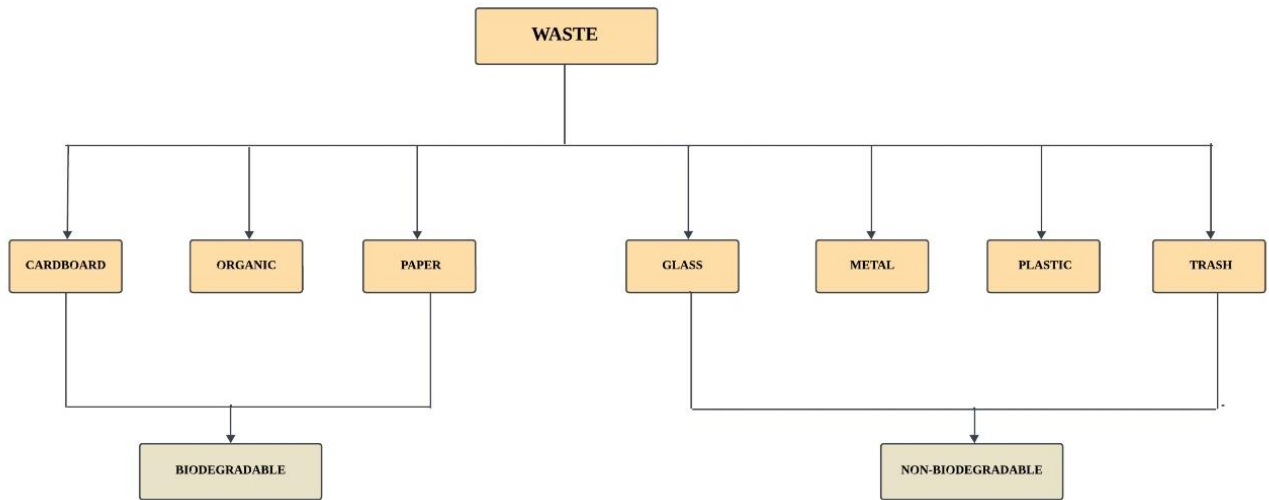 WASTE
CARDBOARD
ORGANIC
PAPER
GLASS
METAL
PLASTIC
TRASH
BIODEGRADABLE
NON-BIODEGRADABLE